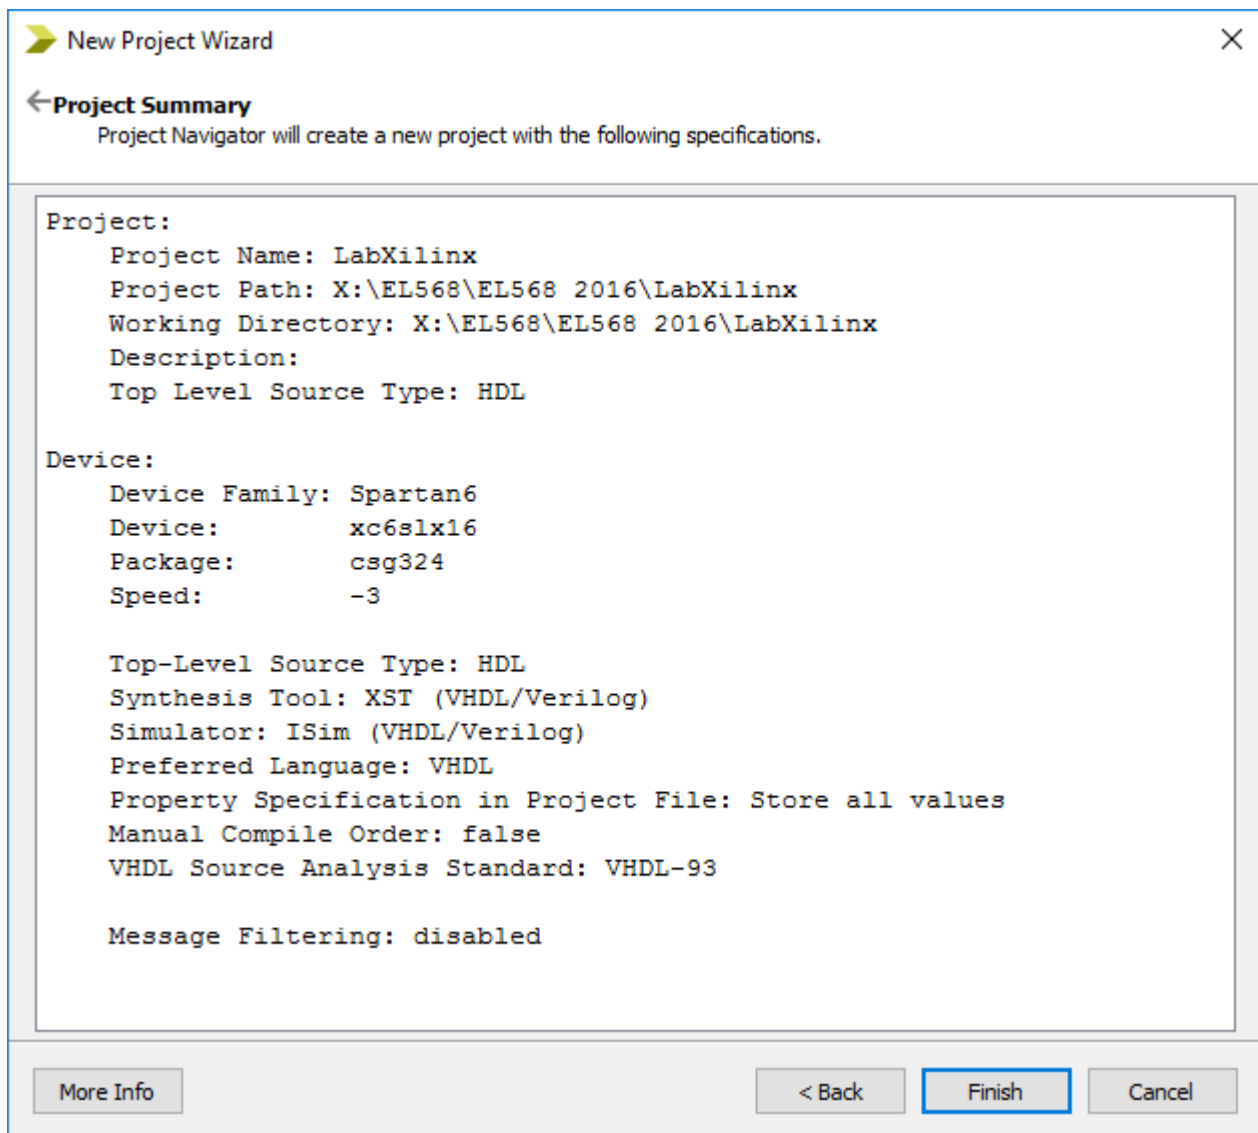 New Project Wizard
Project Summary
Project Navigator will create a new project with the following specifications.
Project:
Project Name: LabXilinx
Project Path: X:\EL568\EL568 2016\LabXilinx
Working Directory: X:\EL568\EL568 2016\LabXilinx
Description:
Top Level Source Type: HDL
Device:
Device Family: Spartan6
Device: xc6slx16
Package: csg324
Speed: -3
Top-Level Source Type: HDL
Synthesis Tool: XST (VHDL/Verilog)
Simulator: ISim (VHDL/Verilog)
Preferred Language: VHDL
Property Specification in Project File: Store all values
Manual Compile Order: false
VHDL Source Analysis Standard: VHDL-93
Message Filtering: disabled
More Info < Back Finish Cancel